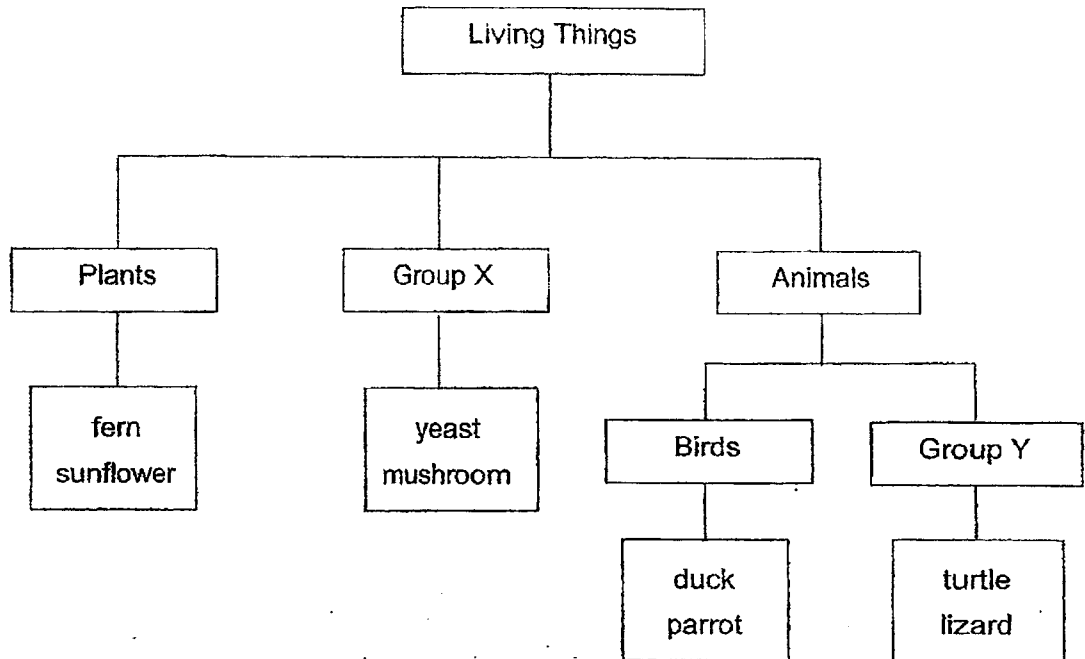 Living Things
Plants
Group X
Animals
fern
sunflower
yeast
mushroom
Birds
Group Y
duck
parrot
turtle
lizard